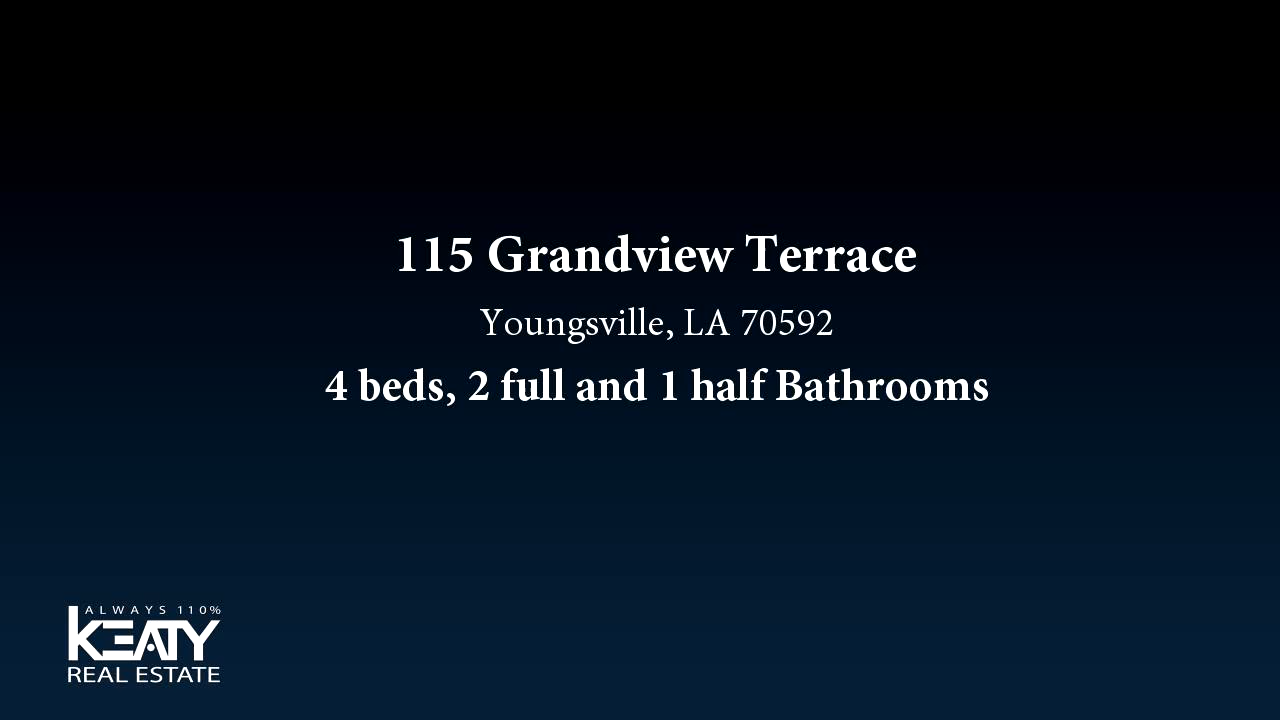 115 Grandview Terrace
Youngsville, LA 70592
4 beds, 2 full and 1 half Bathrooms
ALWAYS 110%
KEATY
REAL ESTATE